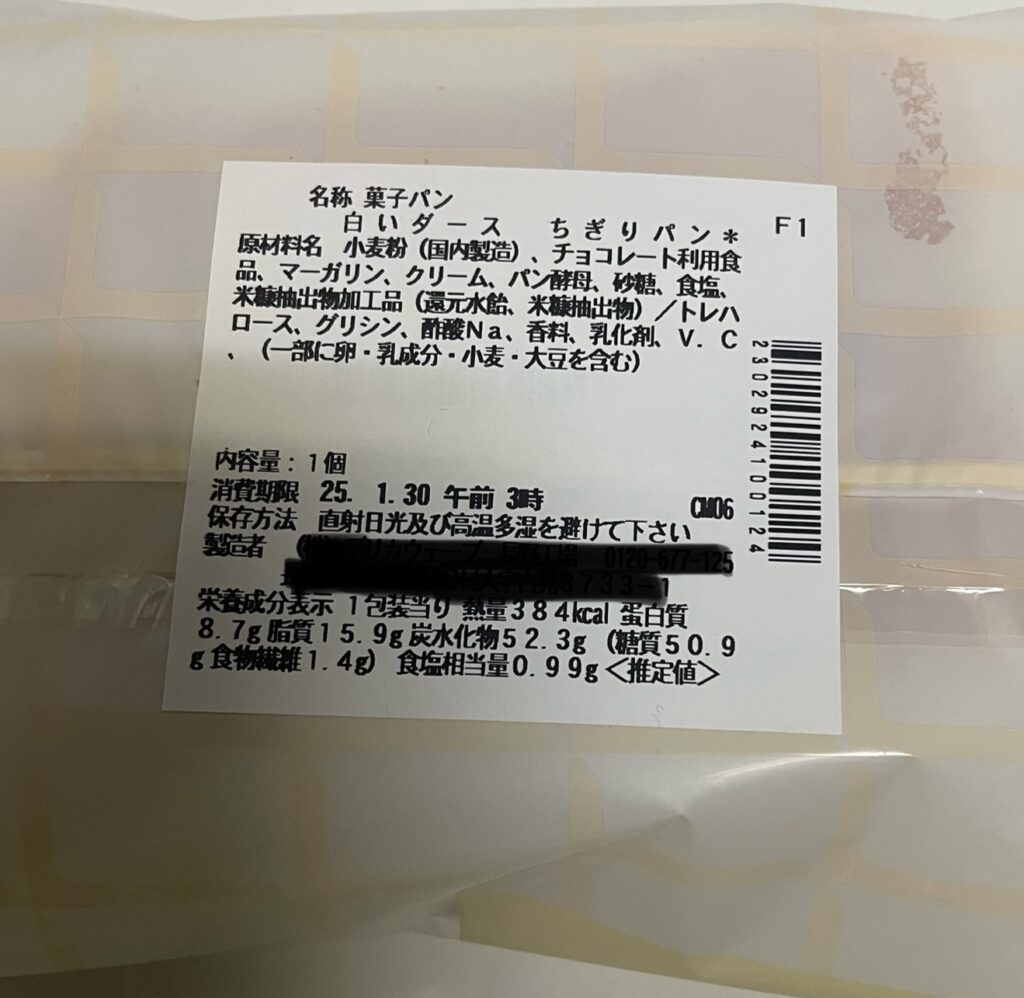 名称 菓子パン
白いダース ちぎりパン＊
F1
原材料名 小麦粉（国内製造）、チョコレート利用食
品、マーガリン、クリーム、パン酵母、砂糖、食塩、
米糠抽出物加工品（還元水飴、米糠抽出物）／トレハ
ロース、グリシン、酢酸Ｎａ、香料、乳化剤、Ｖ．Ｃ
、（一部に卵・乳成分・小麦・大豆を含む）
2302924100124
内容量：１個
消費期限 25. 1.30 午前 3時 CM06
保存方法 直射日光及び高温多湿を避けて下さい
製造者
栄養成分表示 １包装当り 熱量３８４kcal 蛋白質
８.７g 脂質１５.９g 炭水化物５２.３g （糖質５０.９
g 食物繊維１.４g） 食塩相当量０.９９g＜推定値＞